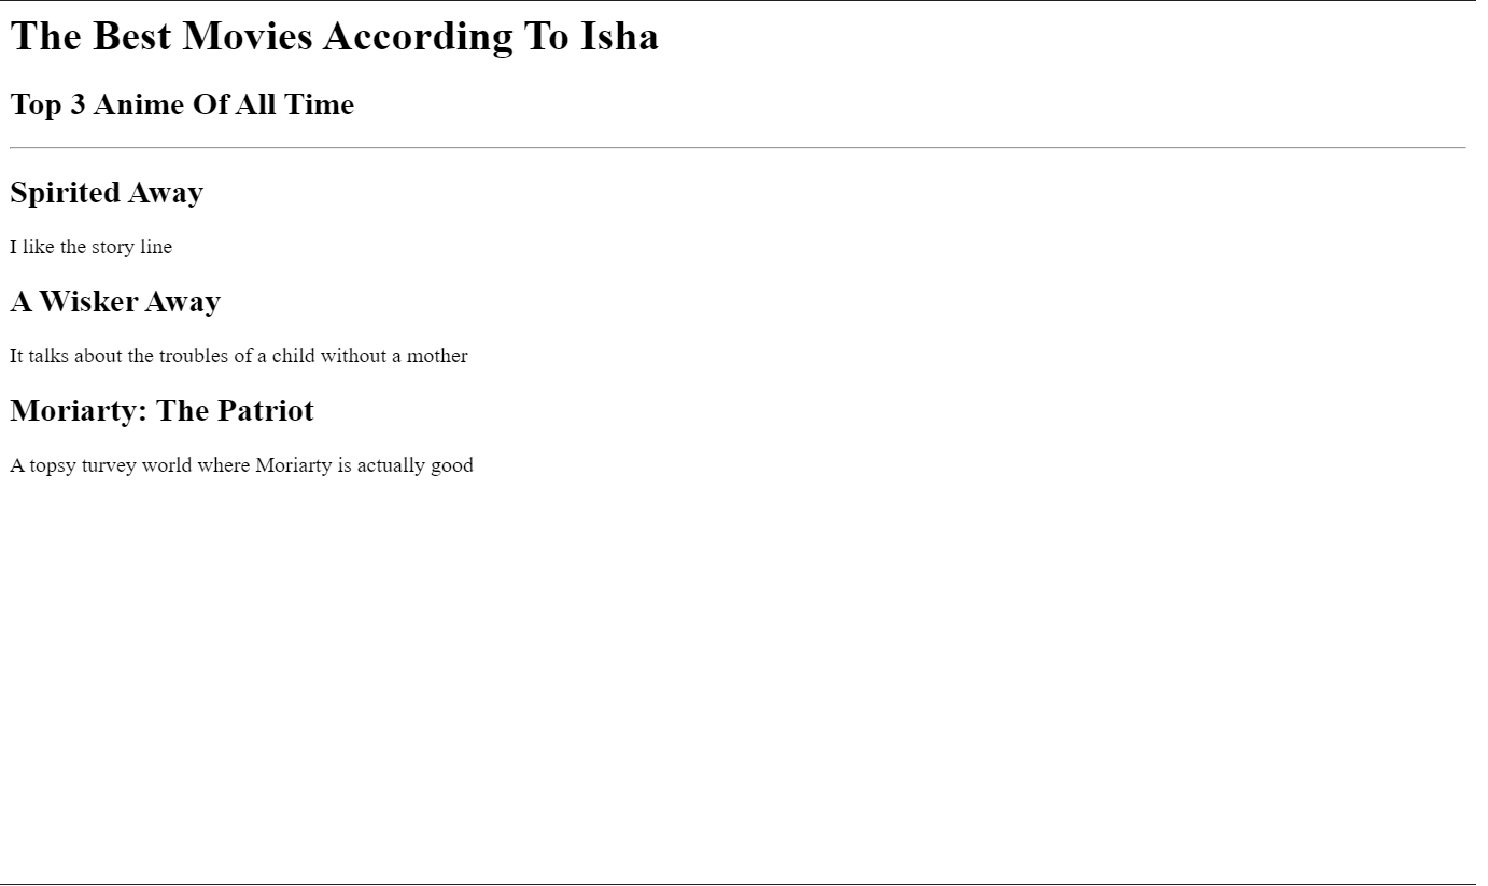 The Best Movies According To Isha
Top 3 Anime Of All Time
Spirited Away
I like the story line
A Wisker Away
It talks about the troubles of a child without a mother
Moriarty: The Patriot
A topsy turvey world where Moriarty is actually good